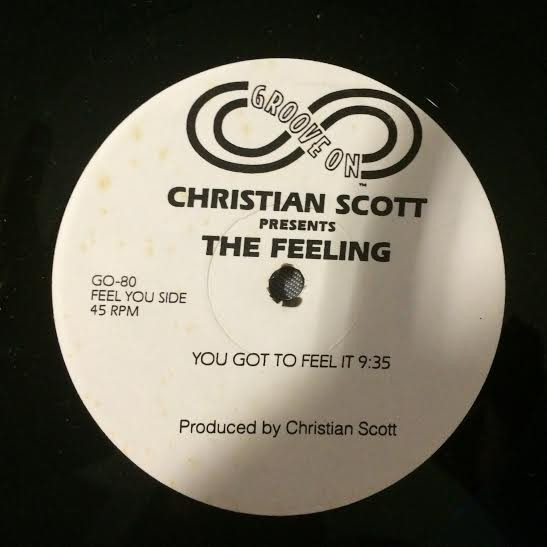 GROOVE ON
TM
CHRISTIAN SCOTT
PRESENTS
THE FEELING
GO-80
FEEL YOU SIDE
45 RPM
YOU GOT TO FEEL IT 9:35
Produced by Christian Scott